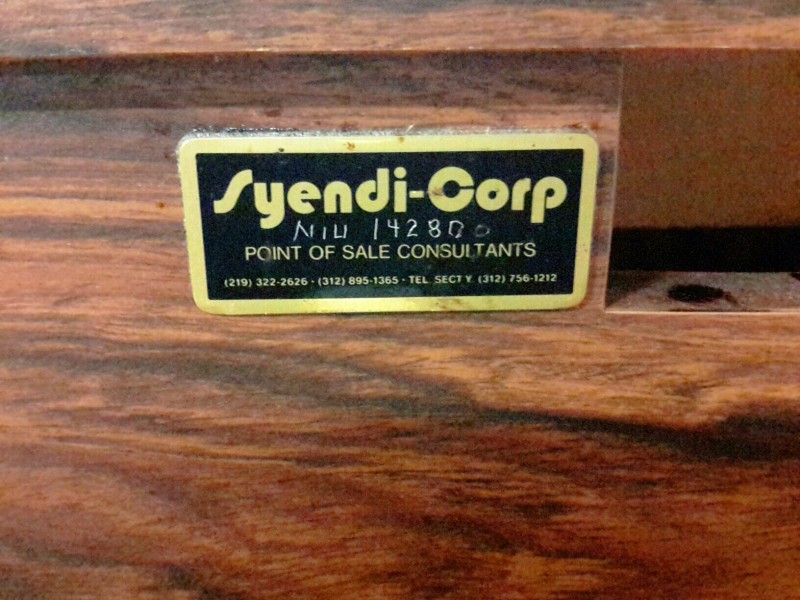 Syendi-Corp
NIU 14280
POINT OF SALE CONSULTANTS
(219) 322-2626 · (312) 895-1365 · TEL. SECT'Y. (312) 756-1212